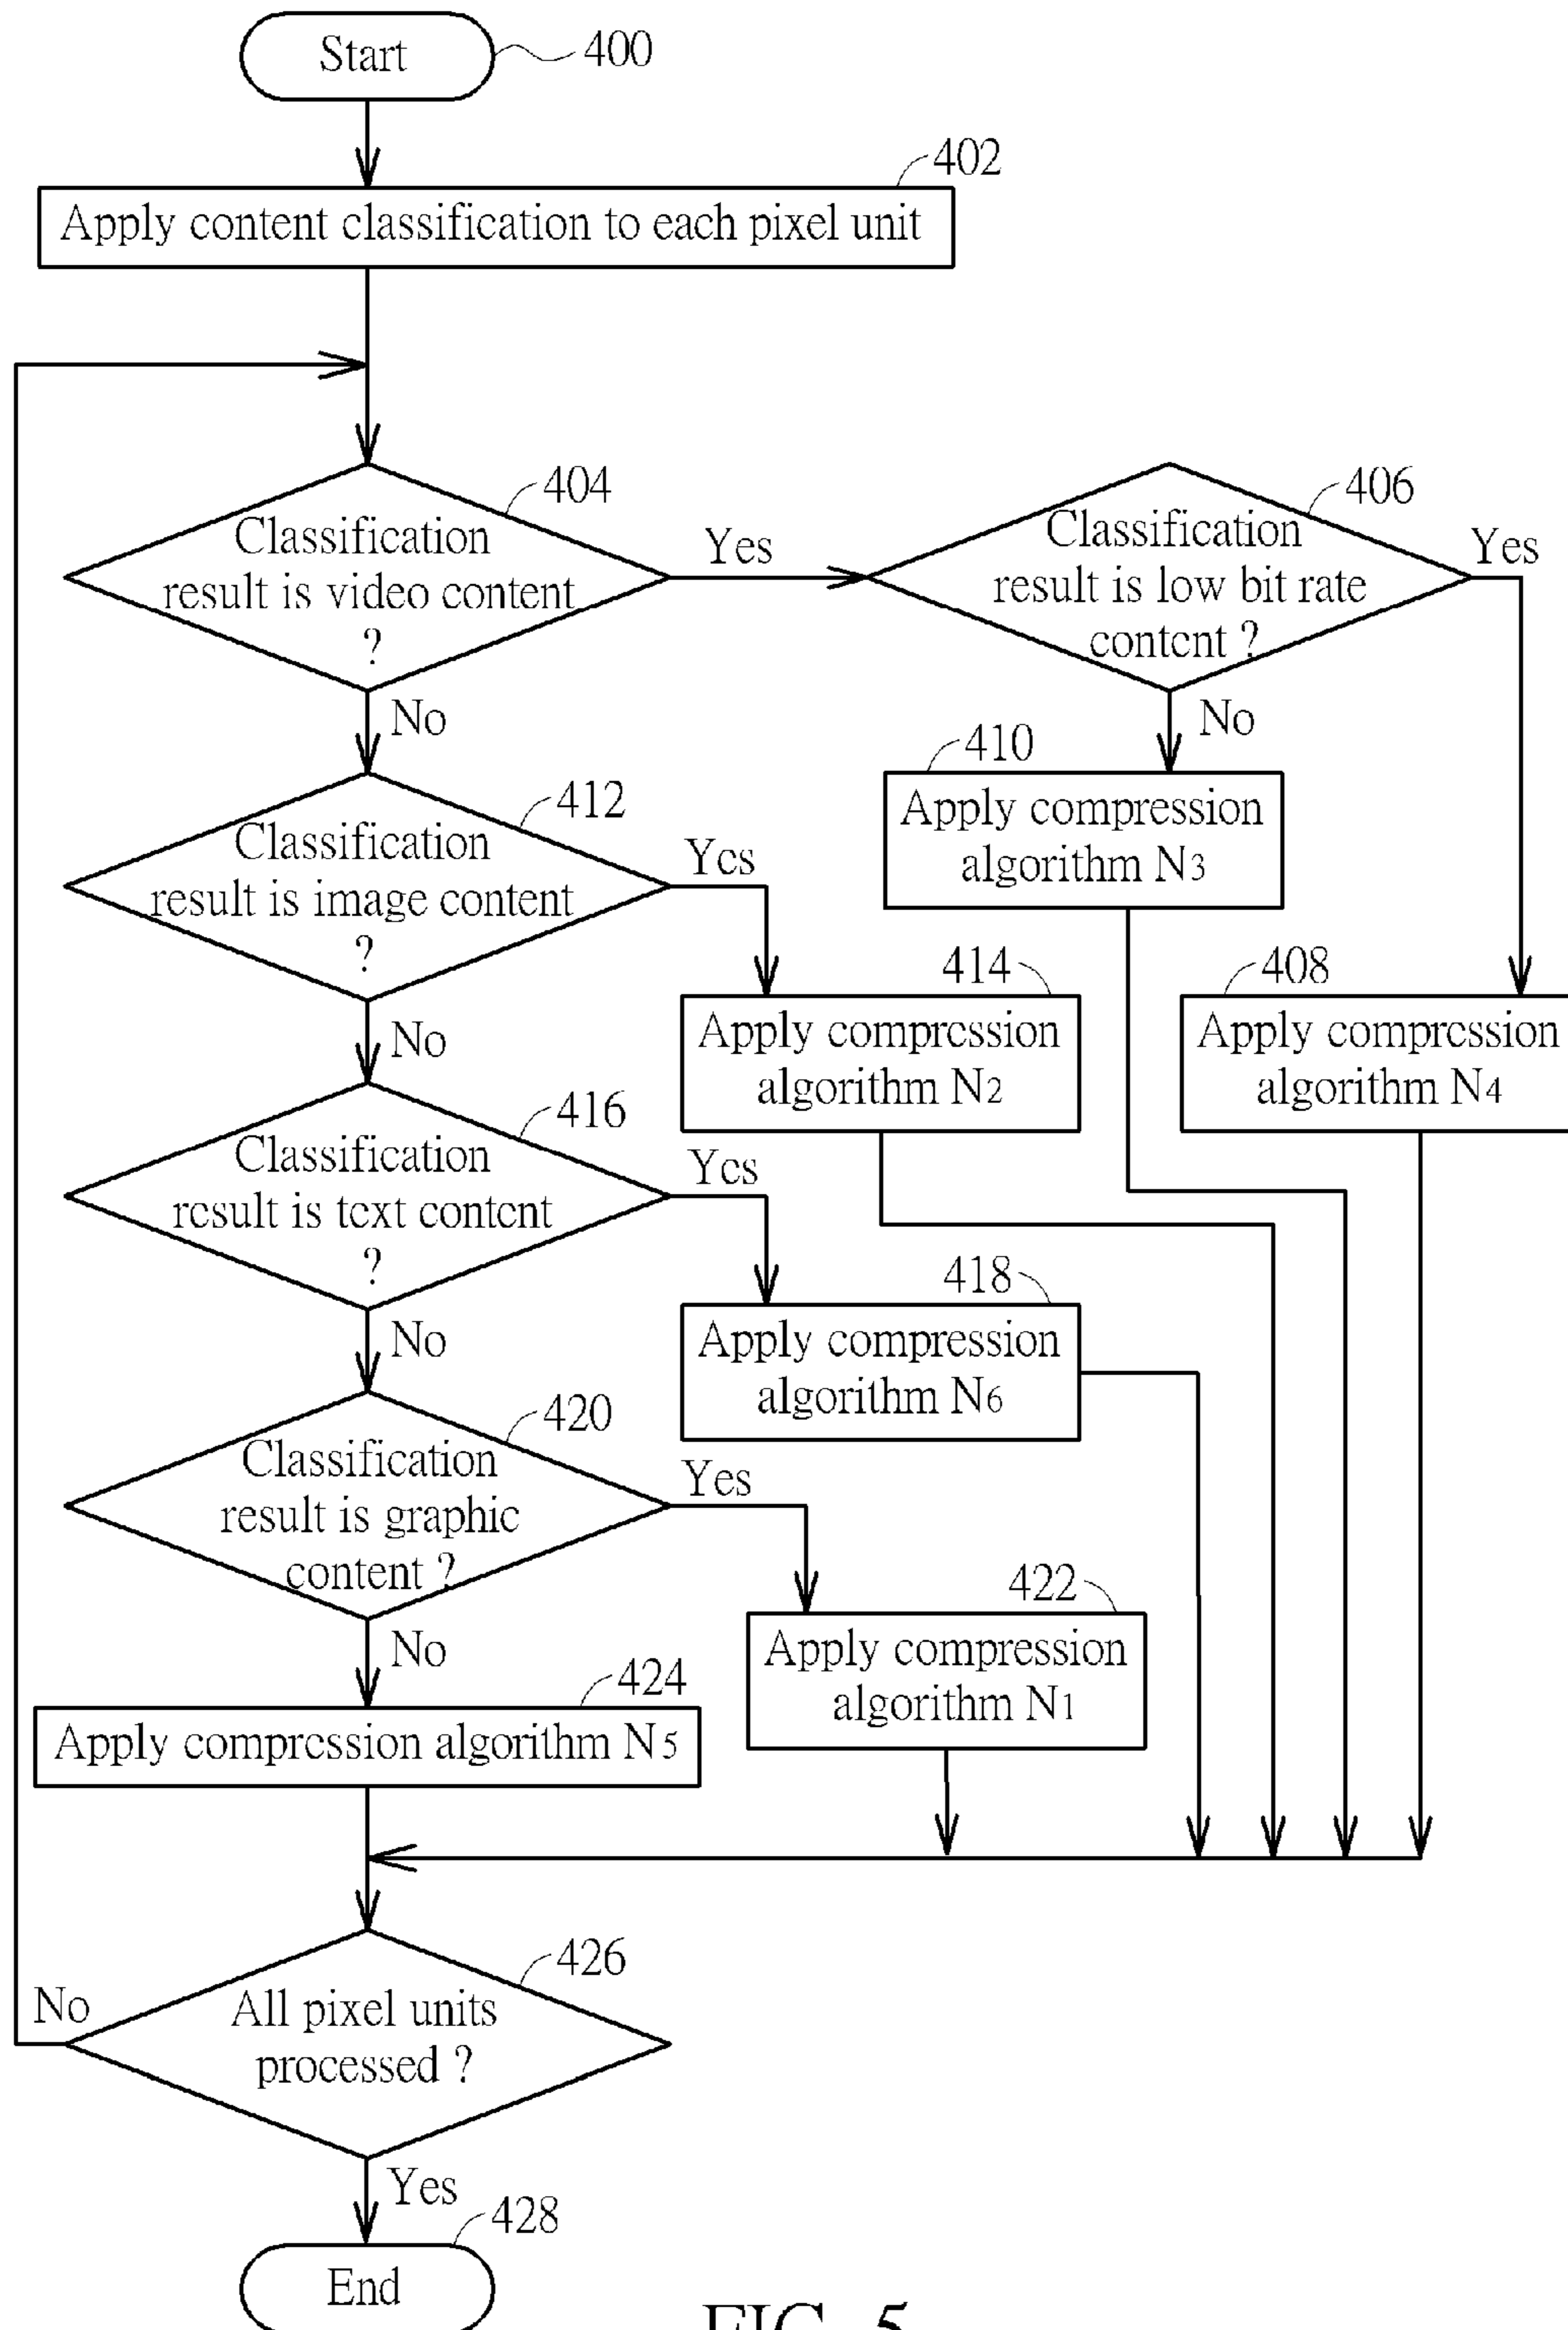 Start
400
402
Apply content classification to each pixel unit
404
Classification
result is video content
?
Yes
406
Classification
result is low bit rate
content ?
Yes
No
No
410
Apply compression
algorithm N3
412
Classification
result is image content
?
Yes
414
Apply compression
algorithm N2
408
Apply compression
algorithm N4
No
416
Classification
result is text content
?
Yes
418
Apply compression
algorithm N6
No
420
Classification
result is graphic
content ?
Yes
422
Apply compression
algorithm N1
No
424
Apply compression algorithm N5
426
All pixel units
processed ?
No
Yes
428
End
FIG. 5